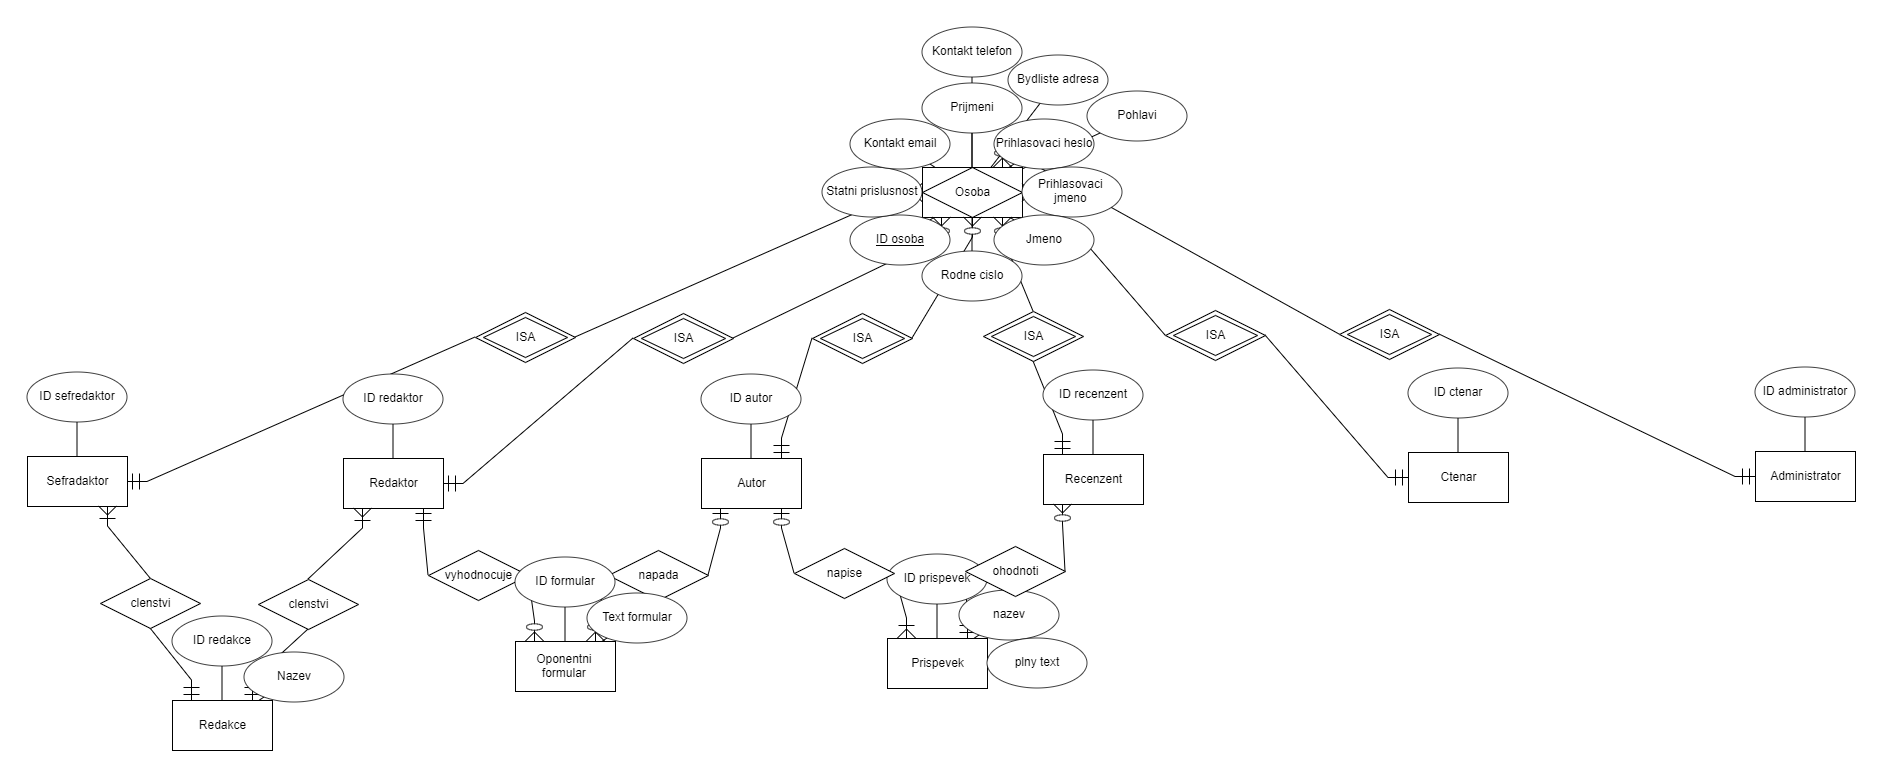 Kontakt telefon
Bydliste adresa
Prijmeni
Pohlavi
Kontakt email
Prihlasovaci heslo
Statni prislusnost
Osoba
Prihlasovaci
jmeno
ID osoba
Jmeno
Rodne cislo
ISA
ISA
ISA
ISA
ISA
ISA
ID sefredaktor
ID redaktor
ID autor
ID recenzent
ID ctenar
ID administrator
Sefradaktor
Redaktor
Autor
Recenzent
Ctenar
Administrator
vyhodnocuje
ID formular
napada
napise
ID prispevek
ohodnoti
clenstvi
clenstvi
Text formular
nazev
ID redakce
Oponentni
formular
Prispevek
plny text
Nazev
Redakce